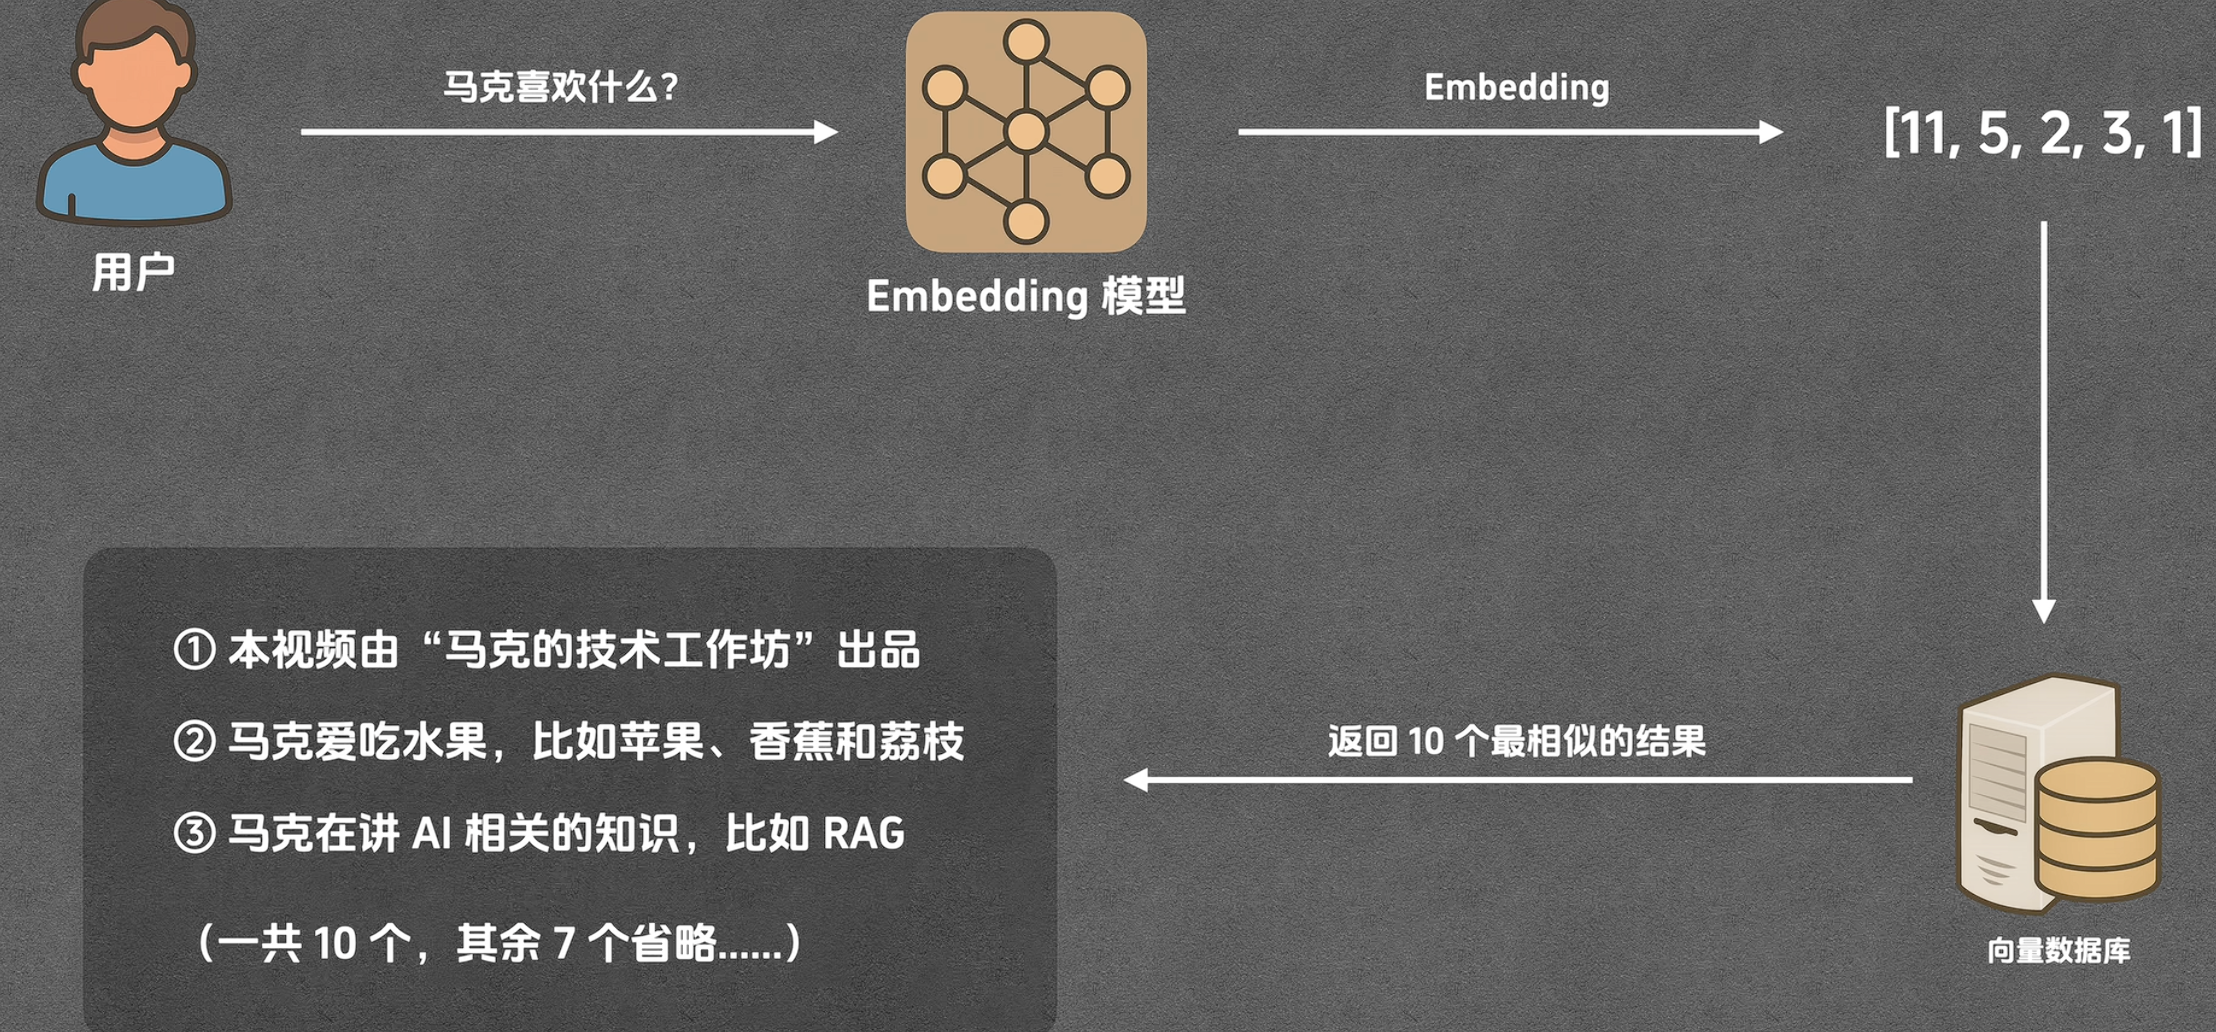 马克喜欢什么？
Embedding
[11, 5, 2, 3, 1]
用户
Embedding 模型
① 本视频由“马克的技术工作坊”出品
② 马克爱吃水果，比如苹果、香蕉和荔枝
③ 马克在讲 AI 相关的知识，比如 RAG
（一共 10 个，其余 7 个省略......）
返回 10 个最相似的结果
向量数据库